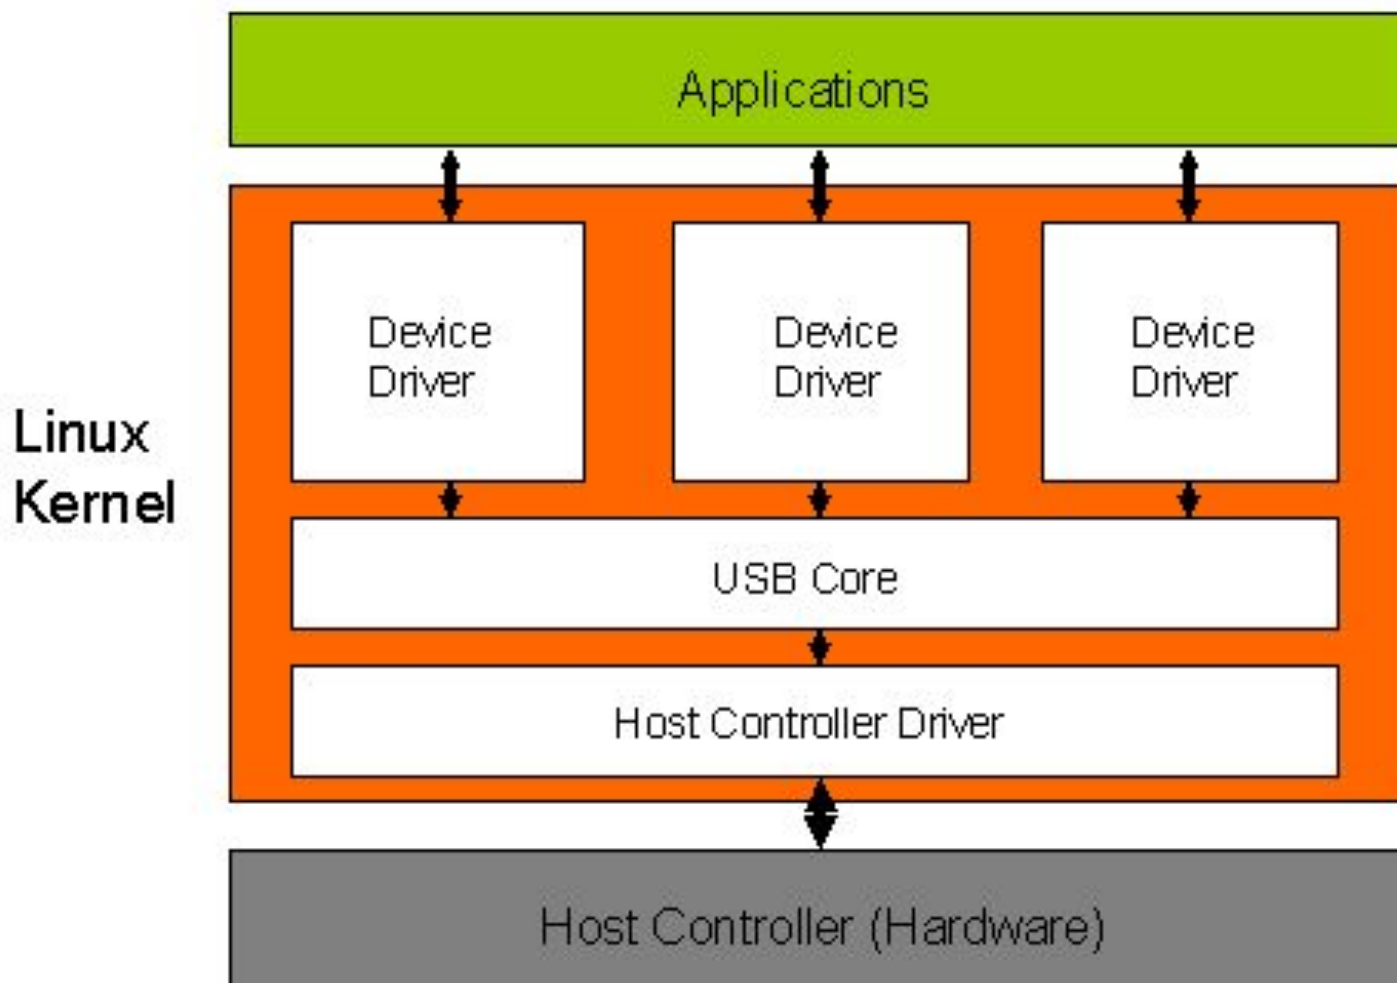 Applications
Device
Driver
Device
Driver
Device
Driver
Linux
Kernel
USB Core
Host Controller Driver
Host Controller (Hardware)